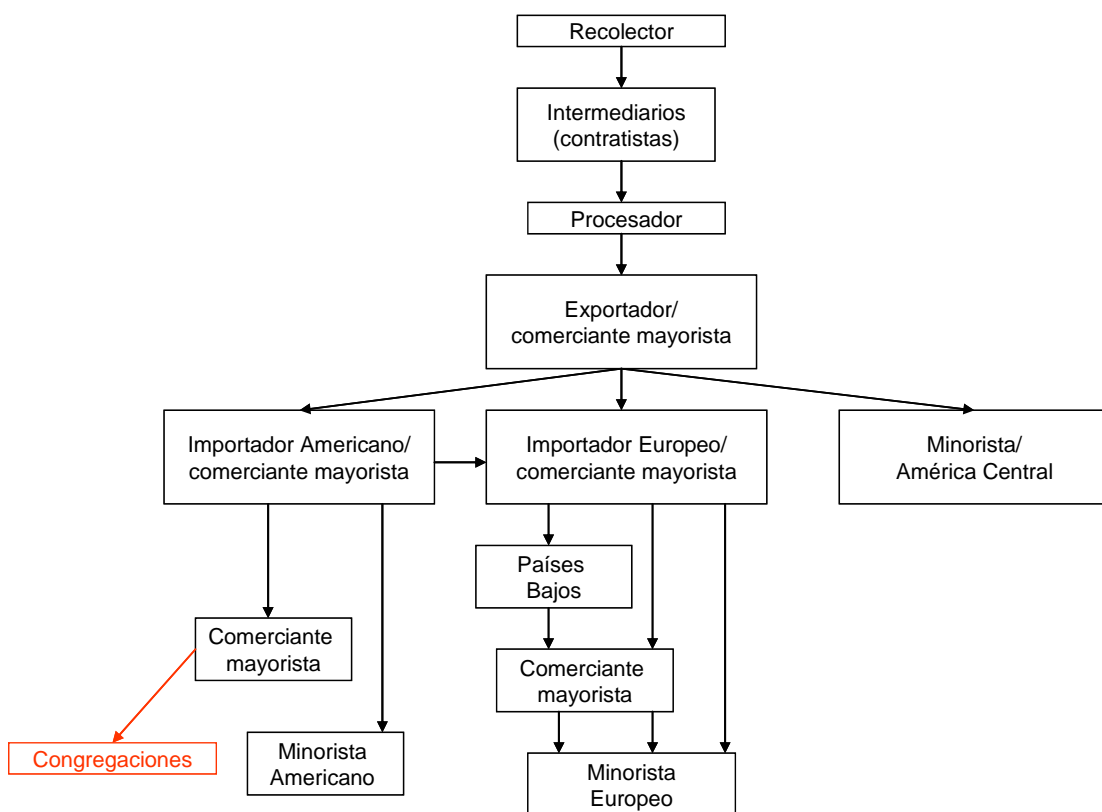 Recolector
Intermediarios
(contratistas)
Procesador
Exportador/
comerciante mayorista
Importador Americano/
comerciante mayorista
Importador Europeo/
comerciante mayorista
Minorista/
América Central
Países
Bajos
Comerciante
mayorista
Comerciante
mayorista
Congregaciones
Minorista
Americano
Minorista
Europeo